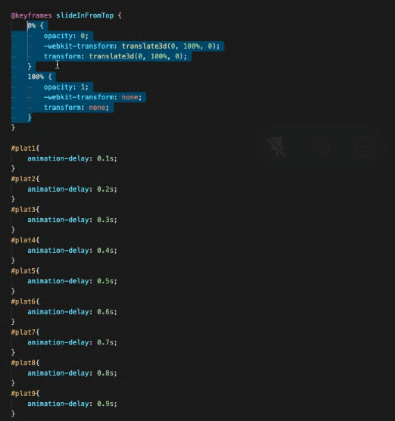 @keyframes slideInFromTop {
0% {
opacity: 0;
-webkit-transform: translate3d(0, 100%, 0);
transform: translate3d(0, 100%, 0);
}
100% {
opacity: 1;
-webkit-transform: none;
transform: none;
}
}
#plat1{
animation-delay: 0.1s;
}
#plat2{
animation-delay: 0.2s;
}
#plat3{
animation-delay: 0.3s;
}
#plat4{
animation-delay: 0.4s;
}
#plat5{
animation-delay: 0.5s;
}
#plat6{
animation-delay: 0.6s;
}
#plat7{
animation-delay: 0.7s;
}
#plat8{
animation-delay: 0.8s;
}
#plat9{
animation-delay: 0.9s;
}